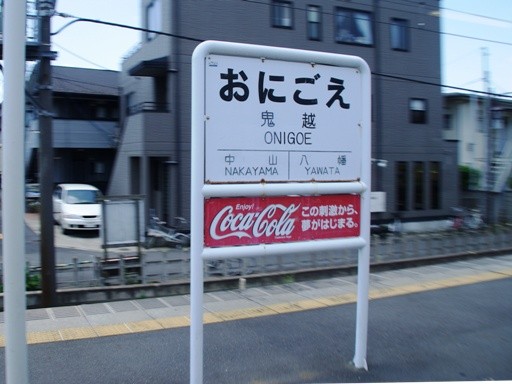 おにごえ
鬼越
ONIGOE
中山 八幡
NAKAYAMA YAWATA
Enjoy!
Coca-Cola
この刺激から、
夢がはじまる。